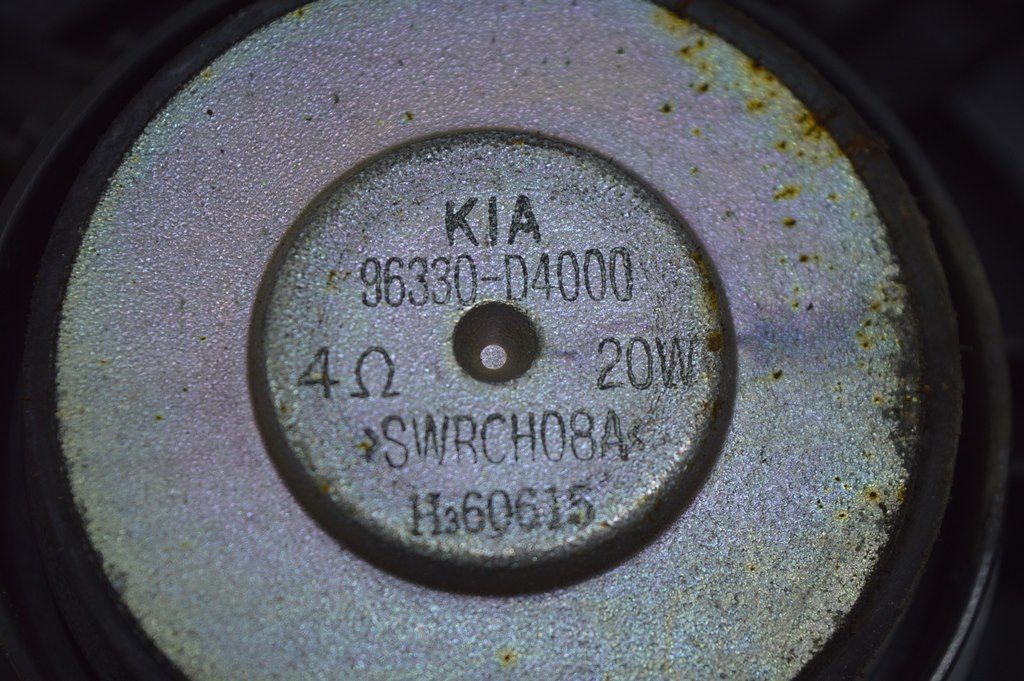 KIA
96330-D4000
4Ω 20W
>SWRCH08A<
H360615